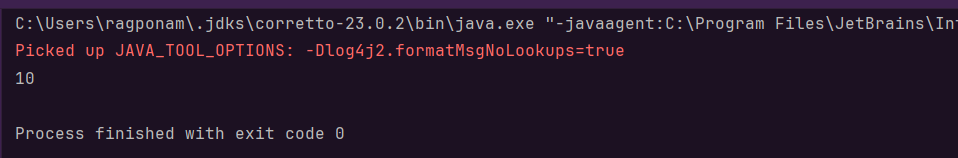 C:\Users\ragponam\.jdks\corretto-23.0.2\bin\java.exe "-javaagent:C:\Program Files\JetBrains\In
Picked up JAVA_TOOL_OPTIONS: -Dlog4j2.formatMsgNoLookups=true
10
Process finished with exit code 0